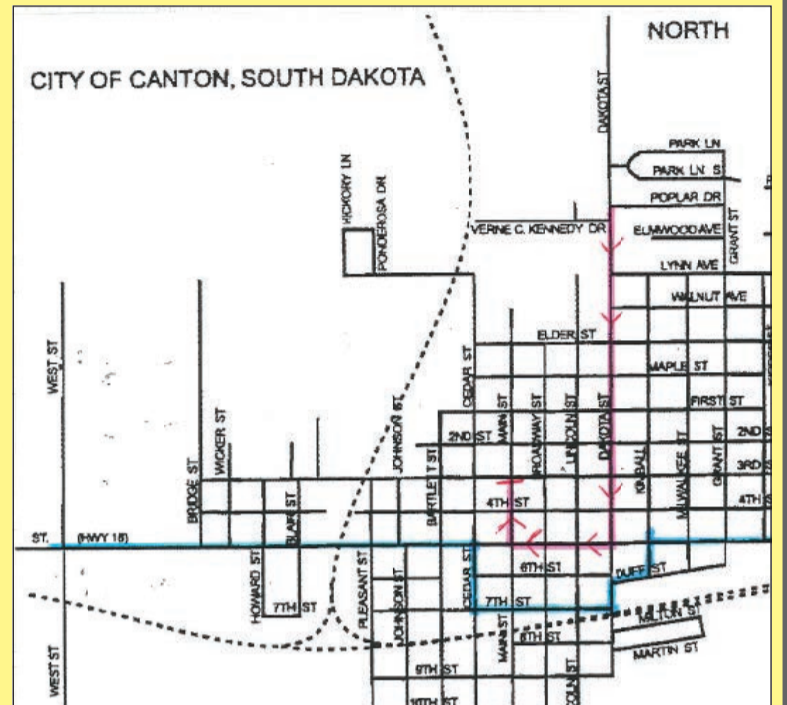 NORTH
CITY OF CANTON, SOUTH DAKOTA
DAKOTA ST
PARK LN
PARK LN S
HICKORY LN
PONDEROSA DR.
POPLAR DR
VERNE C. KENNEDY DR
ELMWOOD AVE
GRANT ST
LYNN AVE
WALNUT AVE
ELDER ST
WEST ST
CEDAR ST
MAPLE ST
FIRST ST
JOHNSON ST
MAIN ST
BROADWAY ST
LINCOLN ST
DAKOTA ST
WICKER ST
2ND ST
2ND
BARTLETT ST
KIMBALL
MILWAUKEE ST
GRANT ST
3RD
BRIDGE ST
BLAIR ST
4TH ST
4TH
ST.
(HWY 18)
HOWARD ST
PLEASANT ST
JOHNSON ST
CEDAR ST
6TH ST
DUFF ST
7TH ST
7TH ST
MILTON ST
MAIN ST
8TH ST
MARTIN ST
WEST ST
9TH ST
COLN ST
10TH ST